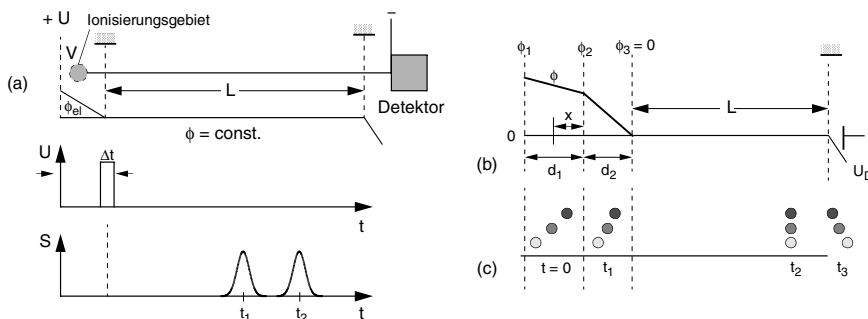 + U
Ionisierungsgebiet
V
–
(a)
L
Detektor
ϕel
ϕ = const.
U
Δt
t
S
t1
t2
t
ϕ1
ϕ2
ϕ3 = 0
ϕ
L
x
0
(b)
d1
d2
UD
(c)
t = 0
t1
t2
t3